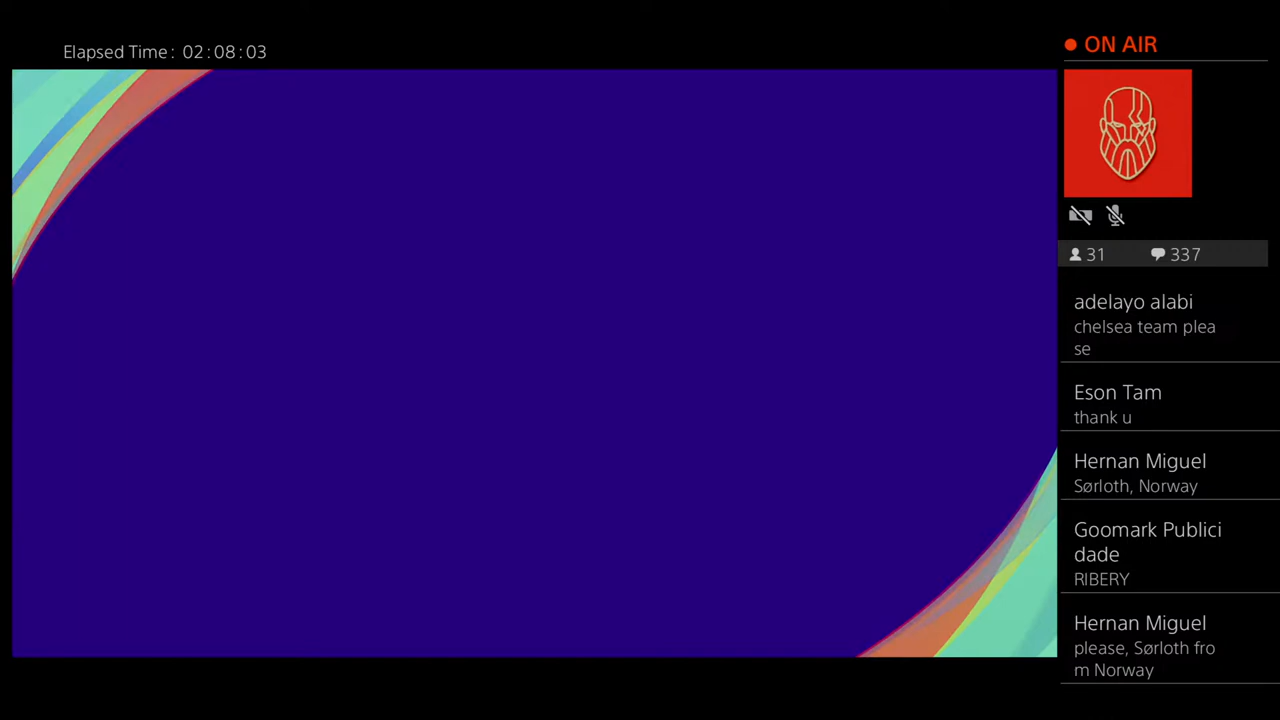 Elapsed Time: 02:08:03
ON AIR
31 337
adelayo alabi
chelsea team plea
se
Eson Tam
thank u
Hernan Miguel
Sørloth, Norway
Goomark Publici
dade
RIBERY
Hernan Miguel
please, Sørloth fro
m Norway